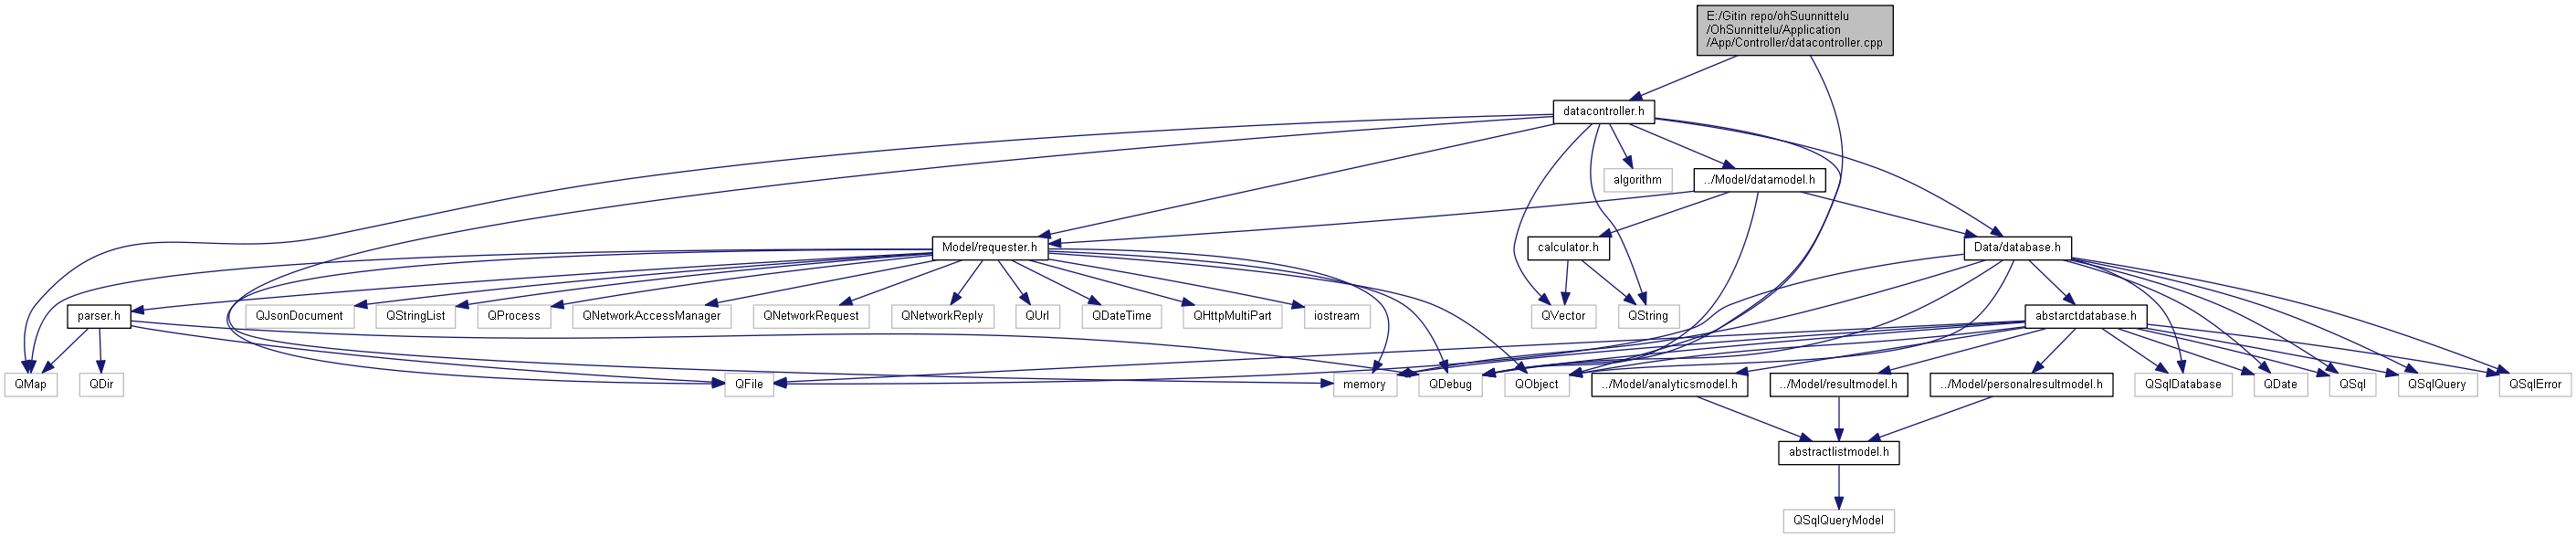 E:/Gitin repo/ohSuunnittelu
/OhSunnittelu/Application
/App/Controller/datacontroller.cpp
datacontroller.h
algorithm
../Model/datamodel.h
Model/requester.h
calculator.h
Data/database.h
parser.h
QJsonDocument
QStringList
QProcess
QNetworkAccessManager
QNetworkRequest
QNetworkReply
QUrl
QDateTime
QHttpMultiPart
iostream
QVector
QString
abstarctdatabase.h
QMap
QDir
QFile
memory
QDebug
QObject
../Model/analyticsmodel.h
../Model/resultmodel.h
../Model/personalresultmodel.h
QSqlDatabase
QDate
QSql
QSqlQuery
QSqlError
abstractlistmodel.h
QSqlQueryModel